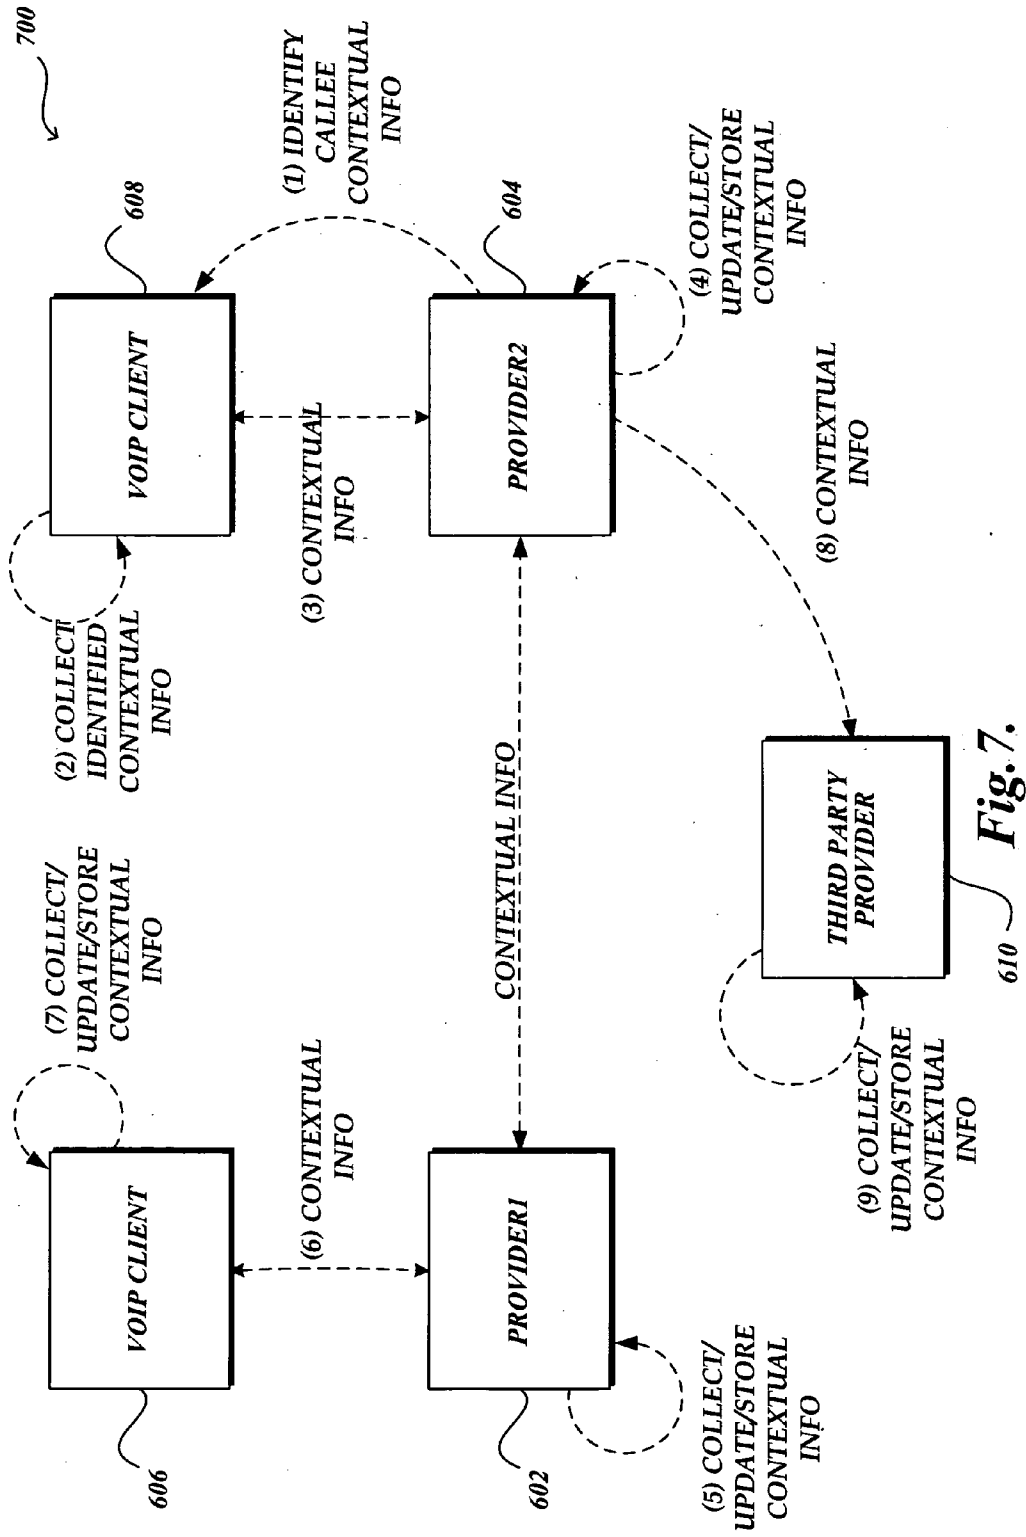 700
(7) COLLECT/
UPDATE/STORE
CONTEXTUAL
INFO
(2) COLLECT
IDENTIFIED
CONTEXTUAL
INFO
606
VOIP CLIENT
VOIP CLIENT
608
(6) CONTEXTUAL
INFO
(3) CONTEXTUAL
INFO
(1) IDENTIFY
CALLEE
CONTEXTUAL
INFO
602
PROVIDER1
CONTEXTUAL INFO
PROVIDER2
604
(5) COLLECT/
UPDATE/STORE
CONTEXTUAL
INFO
(4) COLLECT/
UPDATE/STORE
CONTEXTUAL
INFO
(9) COLLECT/
UPDATE/STORE
CONTEXTUAL
INFO
THIRD PARTY
PROVIDER
(8) CONTEXTUAL
INFO
610
Fig.7.